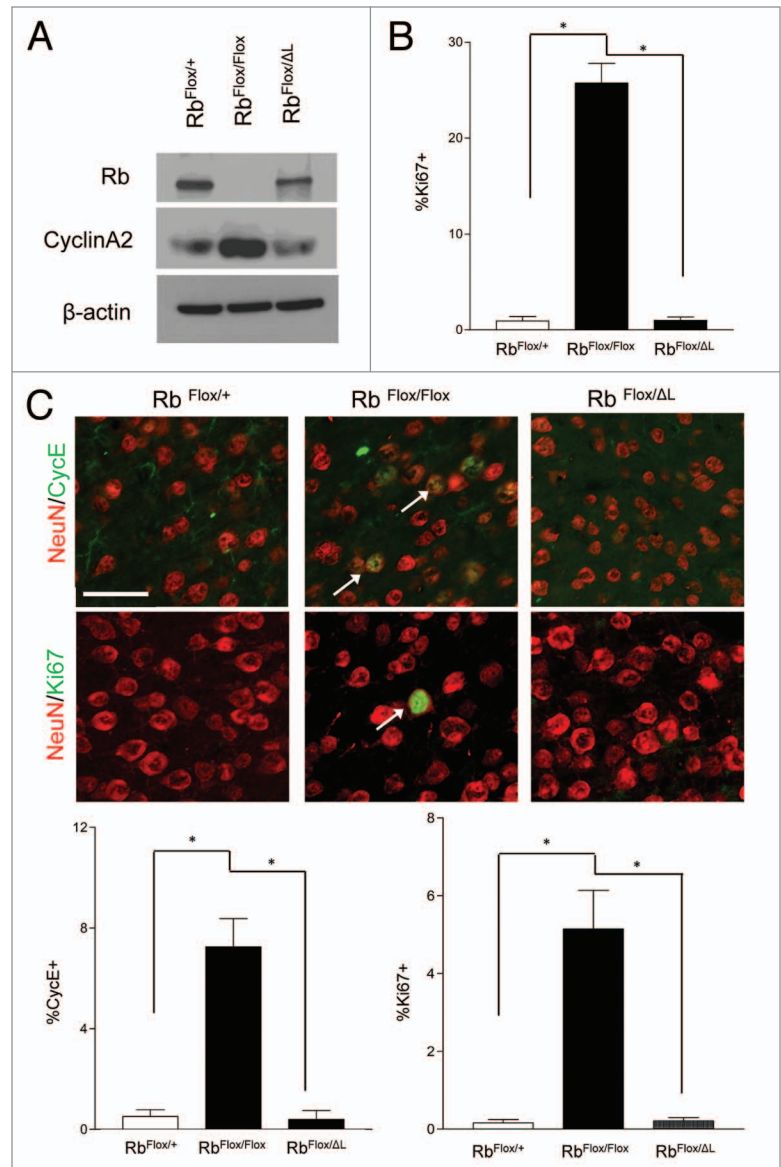 A
Rb^Flox/+
Rb^Flox/Flox
Rb^Flox/ΔL
Rb
CyclinA2
β-actin
B
30
20
10
0
%Ki67+
*
*
Rb^Flox/+
Rb^Flox/Flox
Rb^Flox/ΔL
C
Rb Flox/+
Rb Flox/Flox
Rb Flox/ΔL
NeuN/CycE
NeuN/Ki67
12
8
4
0
%CycE+
*
*
Rb^Flox/+
Rb^Flox/Flox
Rb^Flox/ΔL
8
6
4
2
0
%Ki67+
*
*
Rb^Flox/+
Rb^Flox/Flox
Rb^Flox/ΔL